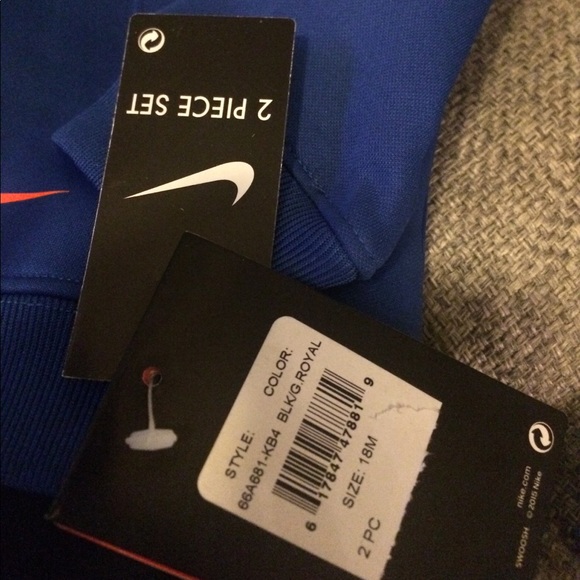 2 PIECE SET
STYLE: COLOR:
66A681-KB4 BLK/G.ROYAL
6 17847 47881 9
SIZE: 18M
2 PC
nike.com
SWOOSH ©2015 Nike